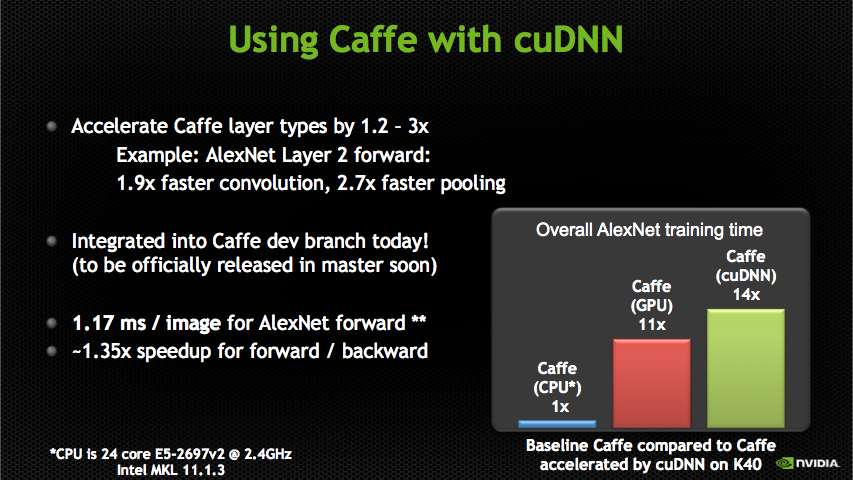 Using Caffe with cuDNN
Accelerate Caffe layer types by 1.2 – 3x
Example: AlexNet Layer 2 forward:
1.9x faster convolution, 2.7x faster pooling
Integrated into Caffe dev branch today!
(to be officially released in master soon)
1.17 ms / image for AlexNet forward **
~1.35x speedup for forward / backward
*CPU is 24 core E5-2697v2 @ 2.4GHz
Intel MKL 11.1.3
Overall AlexNet training time
Caffe
(CPU*)
1x
Caffe
(GPU)
11x
Caffe
(cuDNN)
14x
Baseline Caffe compared to Caffe
accelerated by cuDNN on K40
NVIDIA